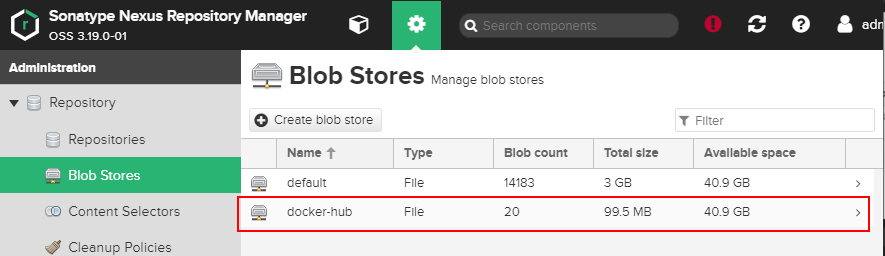 Sonatype Nexus Repository Manager
OSS 3.19.0-01
Search components
adm
Administration
Repository
Repositories
Blob Stores
Content Selectors
Cleanup Policies
Blob Stores Manage blob stores
Create blob store
Filter
Name Type Blob count Total size Available space
default File 14183 3 GB 40.9 GB
docker-hub File 20 99.5 MB 40.9 GB